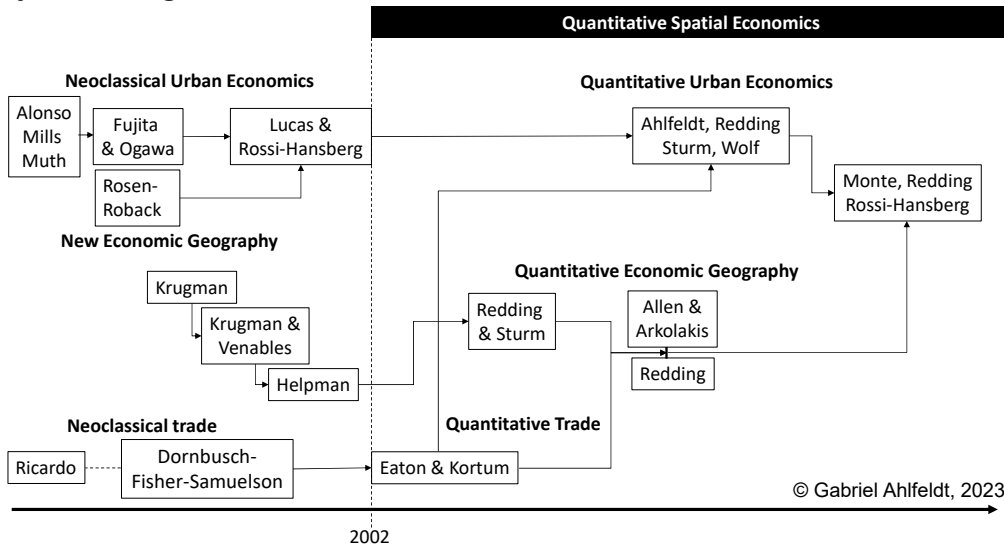 Quantitative Spatial Economics
Neoclassical Urban Economics
Quantitative Urban Economics
Alonso
Mills
Muth
Fujita
& Ogawa
Lucas &
Rossi-Hansberg
Ahlfeldt, Redding
Sturm, Wolf
Rosen-
Roback
Monte, Redding
Rossi-Hansberg
New Economic Geography
Quantitative Economic Geography
Krugman
Krugman &
Venables
Helpman
Redding
& Sturm
Allen &
Arkolakis
Redding
Neoclassical trade
Quantitative Trade
Ricardo
Dornbusch-
Fisher-Samuelson
Eaton & Kortum
© Gabriel Ahlfeldt, 2023
2002